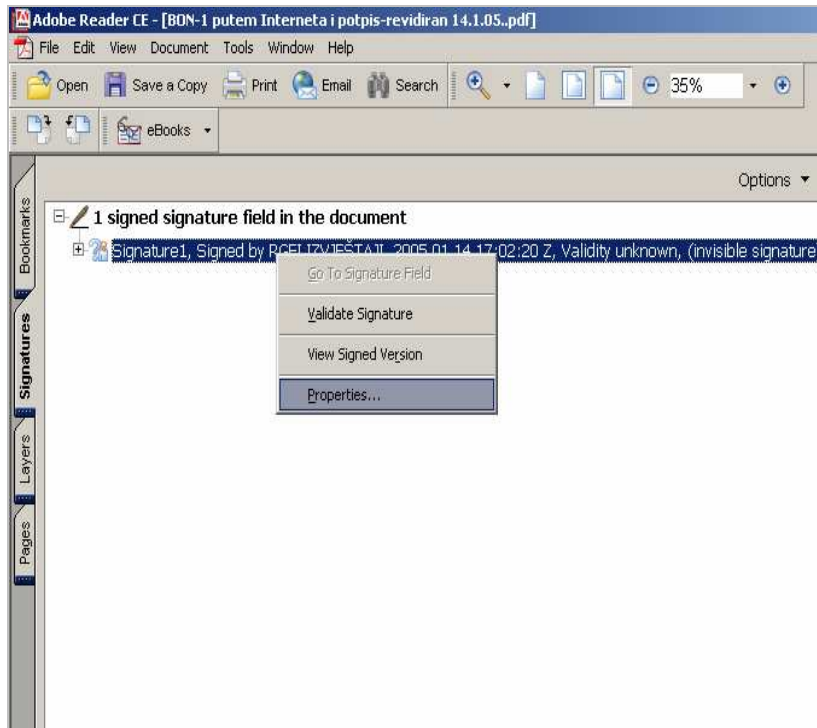 Adobe Reader CE - [BON-1 putem Interneta i potpis-revidiran 14.1.05..pdf]
File Edit View Document Tools Window Help
Open Save a Copy Print Email Search 35%
eBooks
Options
Bookmarks
Signatures
Layers
Pages
1 signed signature field in the document
Signature1, Signed by IZVJEŠTAJI, 2005.01.14 17:02:20 Z, Validity unknown, (invisible signature
Go To Signature Field
Validate Signature
View Signed Version
Properties...